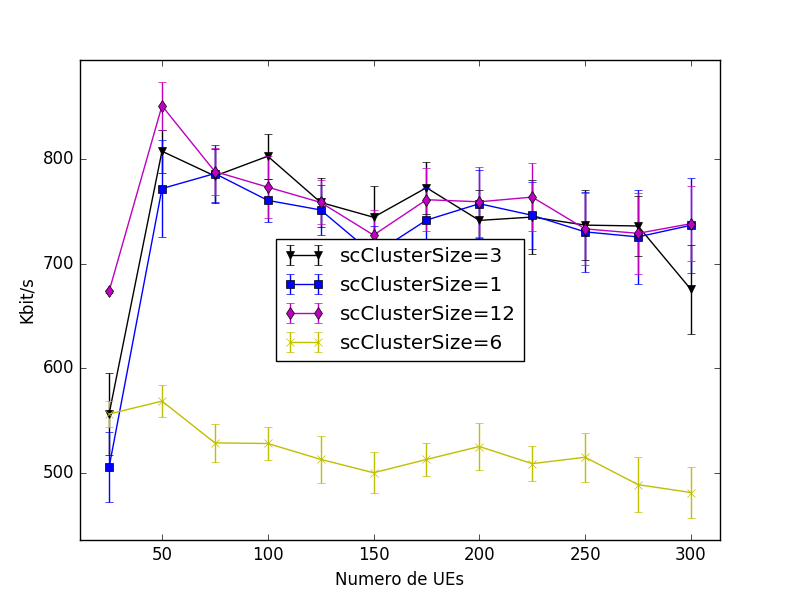 800
700
600
500
Kbit/s
scClusterSize=3
scClusterSize=1
scClusterSize=12
scClusterSize=6
50 100 150 200 250 300
Numero de UEs